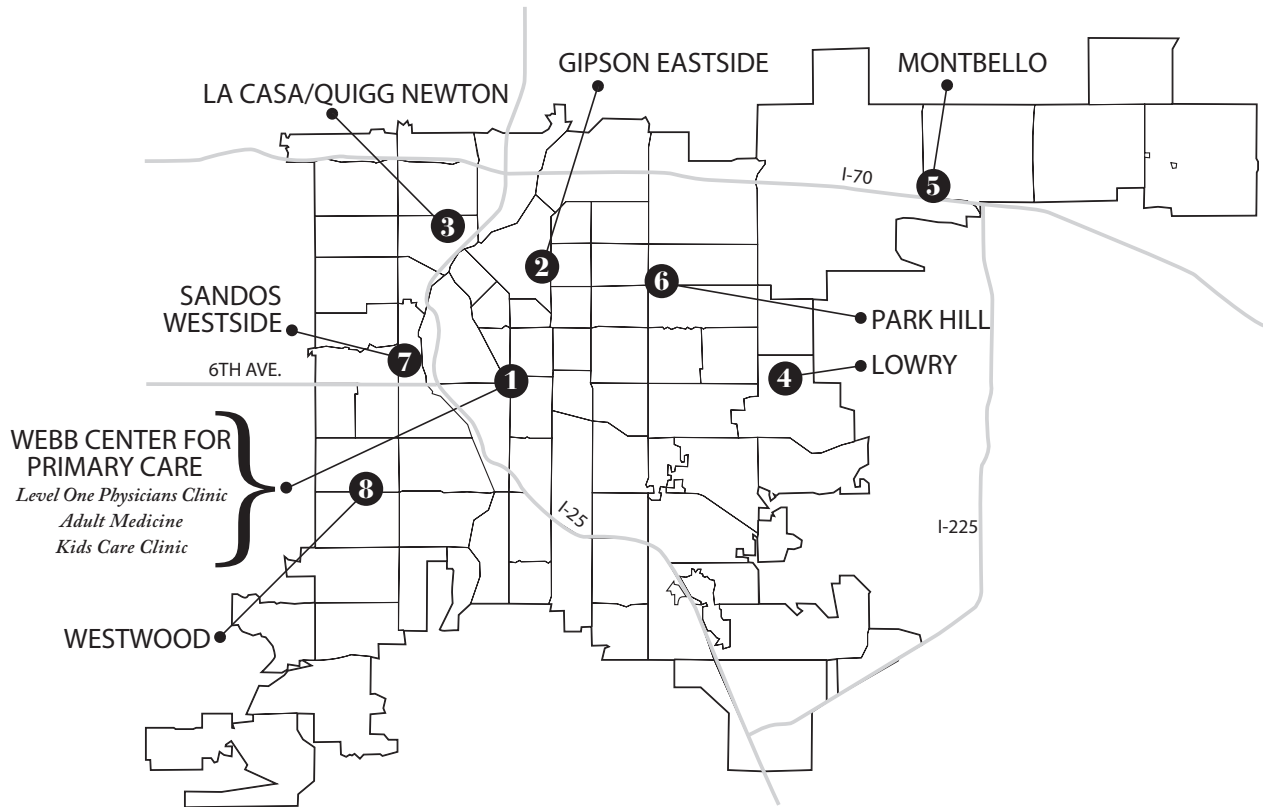 GIPSON EASTSIDE
MONTBELLO
LA CASA/QUIGG NEWTON
I-70
5
3
2
6
SANDOS
WESTSIDE
PARK HILL
7
LOWRY
6TH AVE.
1
4
WEBB CENTER FOR
PRIMARY CARE
Level One Physicians Clinic
Adult Medicine
Kids Care Clinic
8
I-25
I-225
WESTWOOD